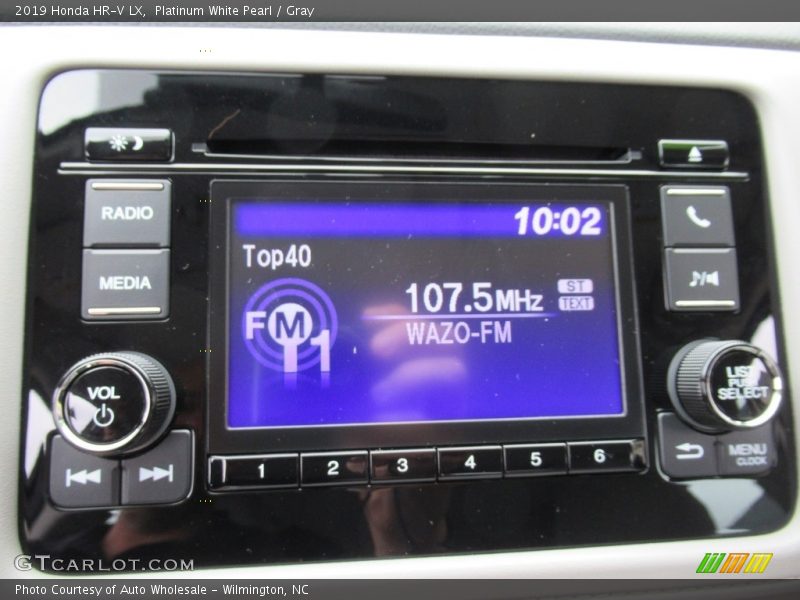 2019 Honda HR-V LX,  Platinum White Pearl / Gray
RADIO
MEDIA
10:02
Top40
FM1
107.5MHz
ST
TEXT
WAZO-FM
VOL
LIST
PUSH
SELECT
MENU
CLOCK
1 2 3 4 5 6
GTCARLOT.COM
Photo Courtesy of Auto Wholesale - Wilmington, NC